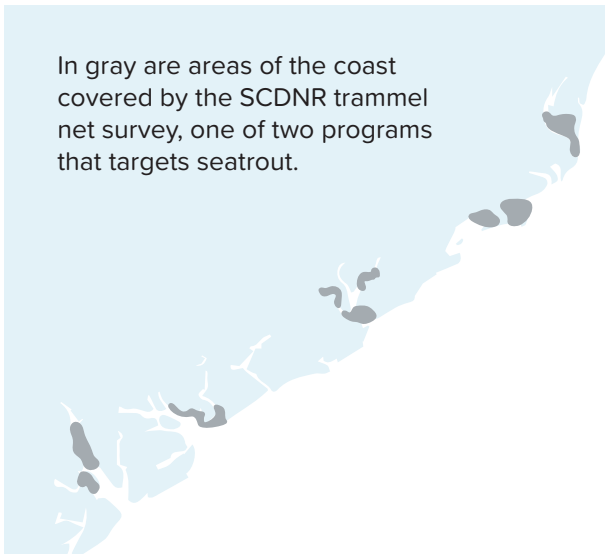 In gray are areas of the coast
covered by the SCDNR trammel
net survey, one of two programs
that targets seatrout.